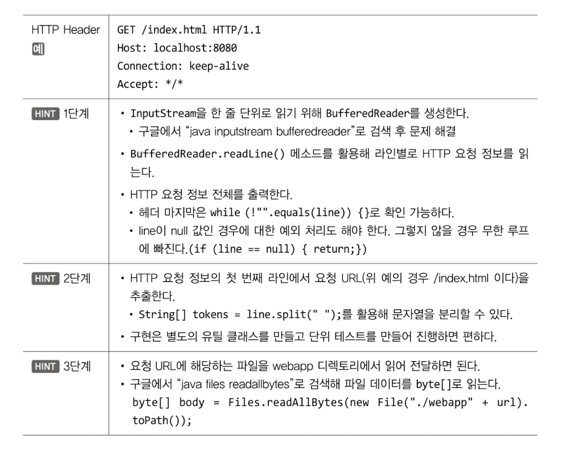 HTTP Header
예
GET /index.html HTTP/1.1
Host: localhost:8080
Connection: keep-alive
Accept: */*
HINT 1단계
• InputStream을 한 줄 단위로 읽기 위해 BufferedReader를 생성한다.
• 구글에서 “java inputstream bufferedreader”로 검색 후 문제 해결
• BufferedReader.readLine() 메소드를 활용해 라인별로 HTTP 요청 정보를 읽
는다.
• HTTP 요청 정보 전체를 출력한다.
• 헤더 마지막은 while (!"".equals(line)) {}로 확인 가능하다.
• line이 null 값인 경우에 대한 예외 처리도 해야 한다. 그렇지 않을 경우 무한 루프
에 빠진다.(if (line == null) { return;})
HINT 2단계
• HTTP 요청 정보의 첫 번째 라인에서 요청 URL(위 예의 경우 /index.html 이다)을
추출한다.
• String[] tokens = line.split(" ");를 활용해 문자열을 분리할 수 있다.
• 구현은 별도의 유틸 클래스를 만들고 단위 테스트를 만들어 진행하면 편하다.
HINT 3단계
• 요청 URL에 해당하는 파일을 webapp 디렉토리에서 읽어 전달하면 된다.
• 구글에서 “java files readallbytes”로 검색해 파일 데이터를 byte[]로 읽는다.
byte[] body = Files.readAllBytes(new File("./webapp" + url).
toPath());